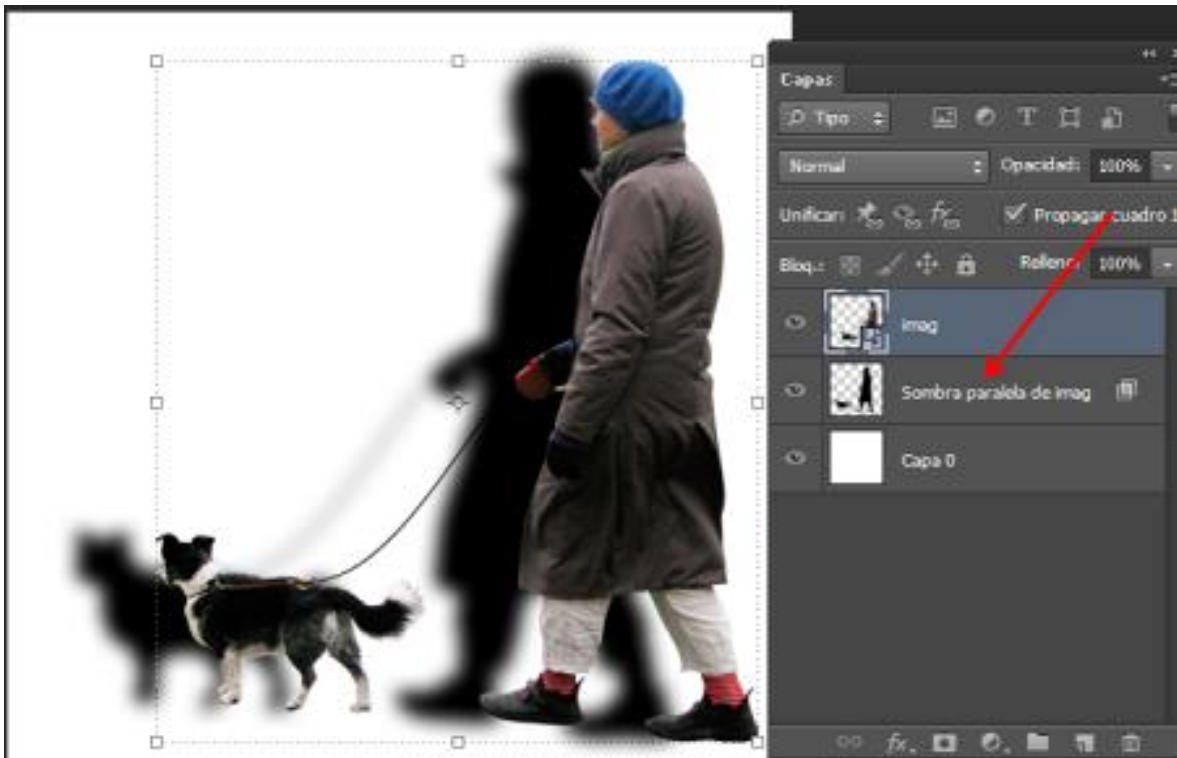 Capas
Tipo
Normal Opacidad: 100%
Unificar: Propagar cuadro 1
Bloq.: Relleno: 100%
imag
Sombra paralela de imag
Capa 0
fx